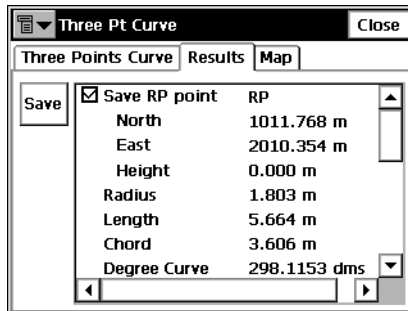 Three Pt Curve Close
Three Points Curve Results Map
Save
Save RP point RP
North 1011.768 m
East 2010.354 m
Height 0.000 m
Radius 1.803 m
Length 5.664 m
Chord 3.606 m
Degree Curve 298.1153 dms